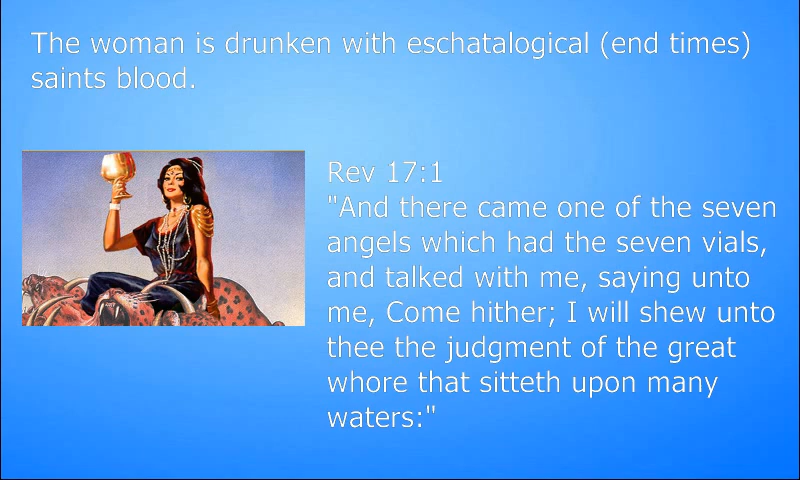 The woman is drunken with eschatalogical (end times)
saints blood.
Rev 17:1
"And there came one of the seven
angels which had the seven vials,
and talked with me, saying unto
me, Come hither; I will shew unto
thee the judgment of the great
whore that sitteth upon many
waters:"